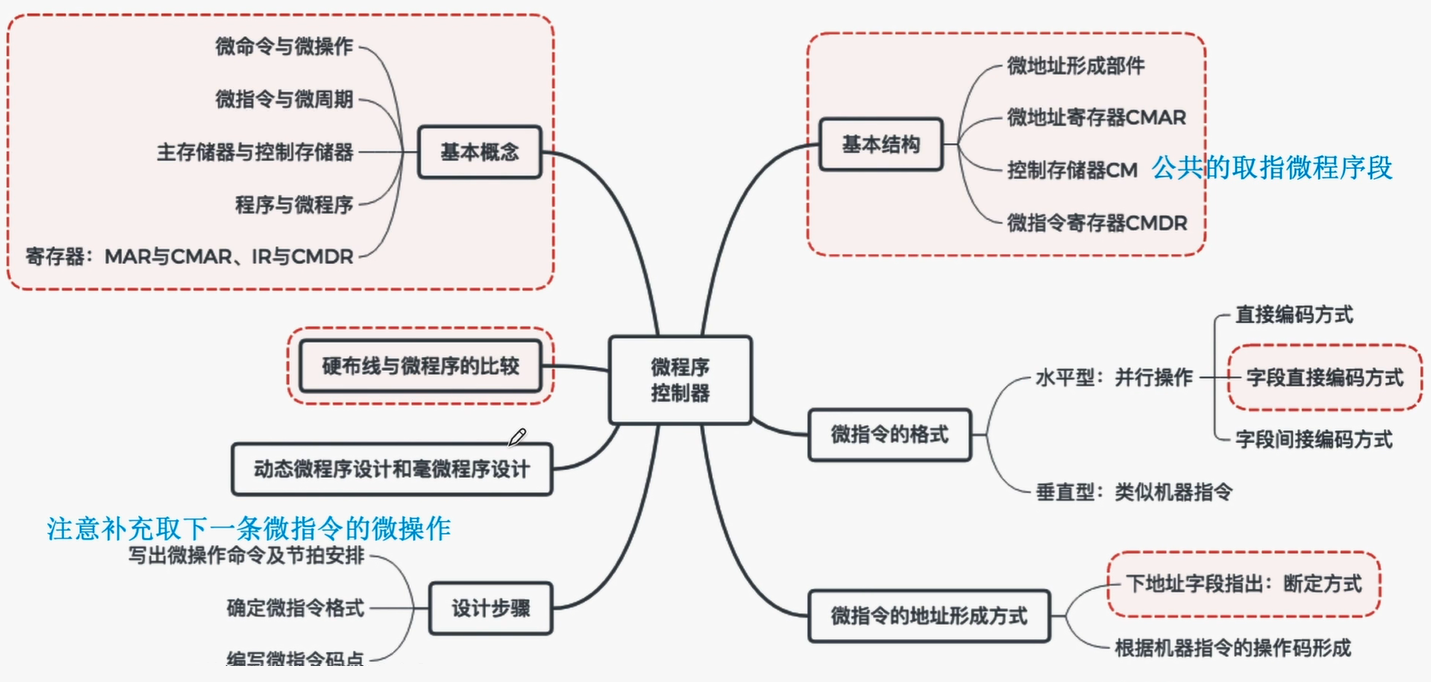 微命令与微操作
微指令与微周期
主存储器与控制存储器
程序与微程序
寄存器：MAR与CMAR、IR与CMDR
基本概念
硬布线与微程序的比较
动态微程序设计和毫微程序设计
注意补充取下一条微指令的微操作
写出微操作命令及节拍安排
确定微指令格式
编写微指令码点
设计步骤
微程序
控制器
基本结构
微地址形成部件
微地址寄存器CMAR
控制存储器CM 公共的取指微程序段
微指令寄存器CMDR
微指令的格式
水平型：并行操作
直接编码方式
字段直接编码方式
字段间接编码方式
垂直型：类似机器指令
微指令的地址形成方式
下地址字段指出：断定方式
根据机器指令的操作码形成